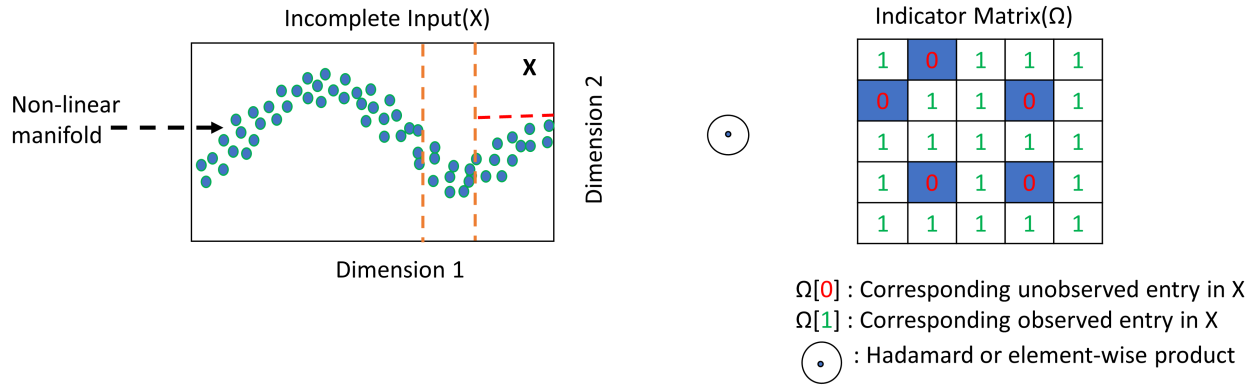 Incomplete Input(X)
Indicator Matrix(Ω)
X
Non-linear
manifold
Dimension 2
Dimension 1
1 0 1 1 1
0 1 1 0 1
1 1 1 1 1
1 0 1 0 1
1 1 1 1 1
Ω[0] : Corresponding unobserved entry in X
Ω[1] : Corresponding observed entry in X
: Hadamard or element-wise product